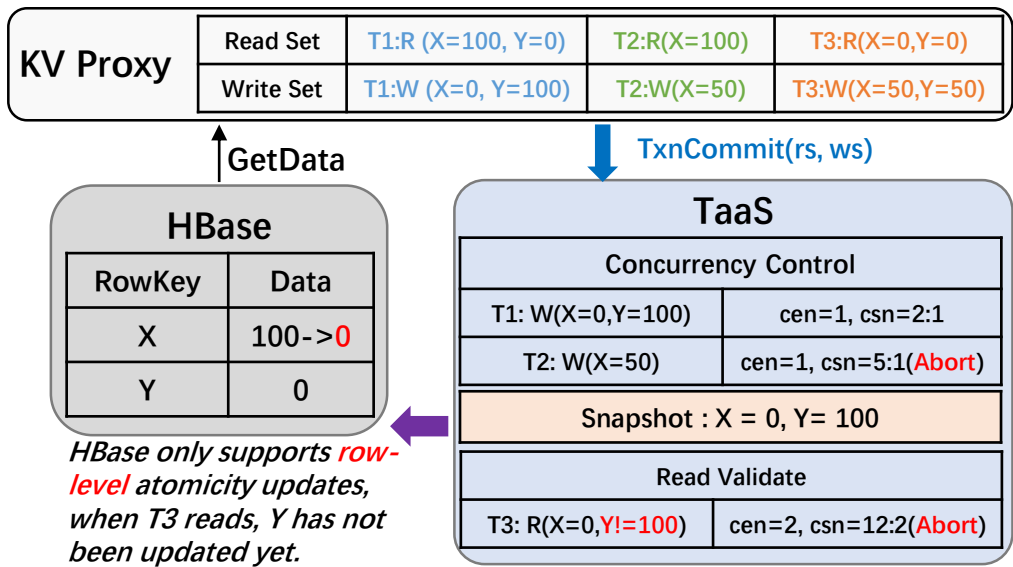 KV Proxy
Read Set T1:R (X=100, Y=0) T2:R(X=100) T3:R(X=0,Y=0)
Write Set T1:W (X=0, Y=100) T2:W(X=50) T3:W(X=50,Y=50)
GetData
TxnCommit(rs, ws)
HBase
RowKey Data
X 100->0
Y 0
HBase only supports row-
level atomicity updates,
when T3 reads, Y has not
been updated yet.
TaaS
Concurrency Control
T1: W(X=0,Y=100) cen=1, csn=2:1
T2: W(X=50) cen=1, csn=5:1(Abort)
Snapshot : X = 0, Y= 100
Read Validate
T3: R(X=0,Y!=100) cen=2, csn=12:2(Abort)